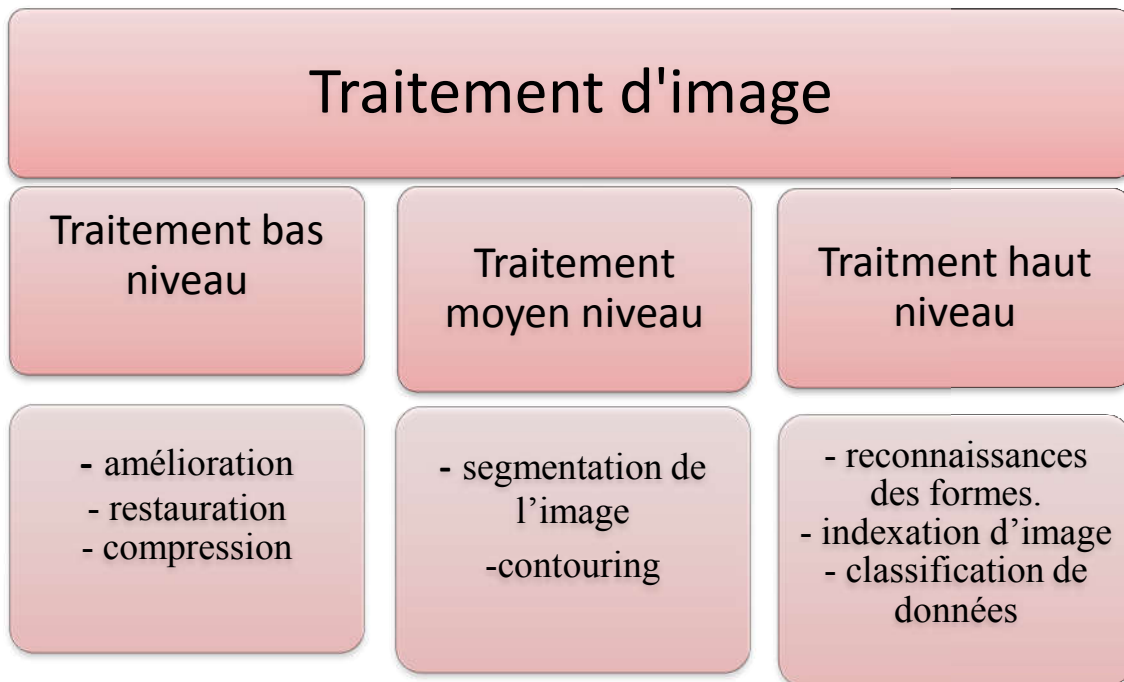 Traitement d'image
Traitement bas
niveau
Traitement
moyen niveau
Traitment haut
niveau
- amélioration
- restauration
- compression
- segmentation de
l’image
-contouring
- reconnaissances
des formes.
- indexation d’image
- classification de
données